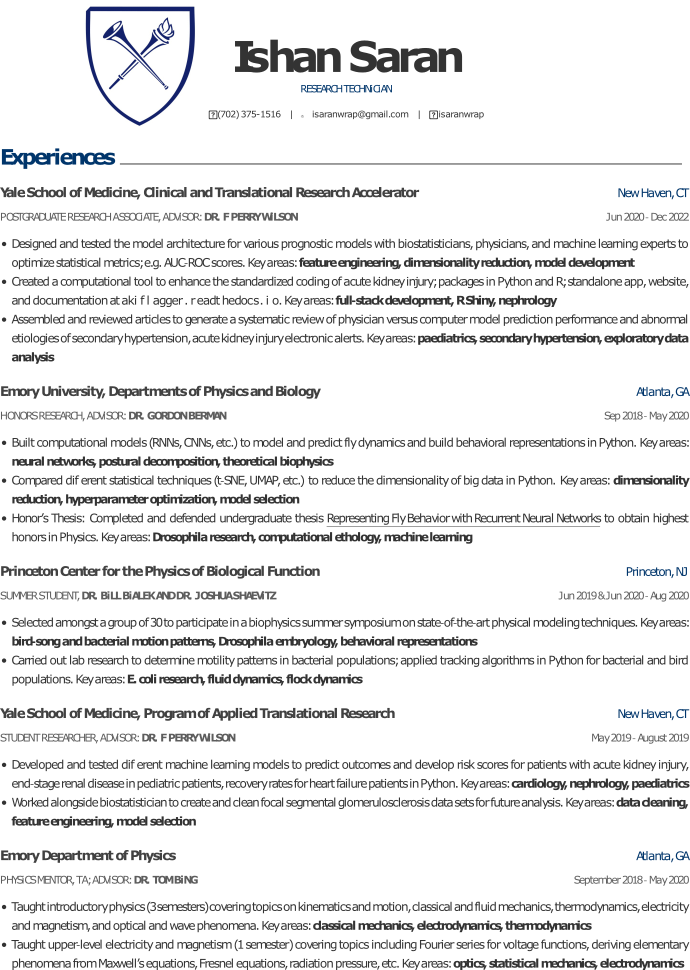 Ishan Saran
RESEARCH TECHNICIAN
(702) 375-1516 | isaranwrap@gmail.com | isaranwrap
Experiences
Yale School of Medicine, Clinical and Translational Research Accelerator New Haven, CT
POSTGRADUATE RESEARCH ASSOCIATE, ADVISOR: DR. F PERRY WILSON Jun 2020 - Dec 2022
• Designed and tested the model architecture for various prognostic models with biostatisticians, physicians, and machine learning experts to
optimize statistical metrics; e.g. AUC-ROC scores. Key areas: feature engineering, dimensionality reduction, model development
• Created a computational tool to enhance the standardized coding of acute kidney injury; packages in Python and R; standalone app, website,
and documentation at akiflagger.readthedocs.io. Key areas: full-stack development, R Shiny, nephrology
• Assembled and reviewed articles to generate a systematic review of physician versus computer model prediction performance and abnormal
etiologies of secondary hypertension, acute kidney injury electronic alerts. Key areas: paediatrics, secondary hypertension, exploratory data
analysis
Emory University, Departments of Physics and Biology Atlanta, GA
HONORS RESEARCH, ADVISOR: DR. GORDON BERMAN Sep 2018 - May 2020
• Built computational models (RNNs, CNNs, etc.) to model and predict fly dynamics and build behavioral representations in Python. Key areas:
neural networks, postural decomposition, theoretical biophysics
• Compared dif erent statistical techniques (t-SNE, UMAP, etc.) to reduce the dimensionality of big data in Python. Key areas: dimensionality
reduction, hyperparameter optimization, model selection
• Honor's Thesis: Completed and defended undergraduate thesis Representing Fly Behavior with Recurrent Neural Networks to obtain highest
honors in Physics. Key areas: Drosophila research, computational ethology, machine learning
Princeton Center for the Physics of Biological Function Princeton, NJ
SUMMER STUDENT, DR. BiLL BiALEK AND DR. JOSHUA SHAEViTZ Jun 2019 & Jun 2020 - Aug 2020
• Selected amongst a group of 30 to participate in a biophysics summer symposium on state-of-the-art physical modeling techniques. Key areas:
bird-song and bacterial motion patterns, Drosophila embryology, behavioral representations
• Carried out lab research to determine motility patterns in bacterial populations; applied tracking algorithms in Python for bacterial and bird
populations. Key areas: E. coli research, fluid dynamics, flock dynamics
Yale School of Medicine, Program of Applied Translational Research New Haven, CT
STUDENT RESEARCHER, ADVISOR: DR. F PERRY WILSON May 2019 - August 2019
• Developed and tested dif erent machine learning models to predict outcomes and develop risk scores for patients with acute kidney injury,
end-stage renal disease in pediatric patients, recovery rates for heart failure patients in Python. Key areas: cardiology, nephrology, paediatrics
• Worked alongside biostatistician to create and clean focal segmental glomerulosclerosis data sets for future analysis. Key areas: data cleaning,
feature engineering, model selection
Emory Department of Physics Atlanta, GA
PHYSICS MENTOR, TA; ADVISOR: DR. TOM BiNG September 2018 - May 2020
• Taught introductory physics (3 semesters) covering topics on kinematics and motion, classical and fluid mechanics, thermodynamics, electricity
and magnetism, and optical and wave phenomena. Key areas: classical mechanics, electrodynamics, thermodynamics
• Taught upper-level electricity and magnetism (1 semester) covering topics including Fourier series for voltage functions, deriving elementary
phenomena from Maxwell's equations, Fresnel equations, radiation pressure, etc. Key areas: optics, statistical mechanics, electrodynamics